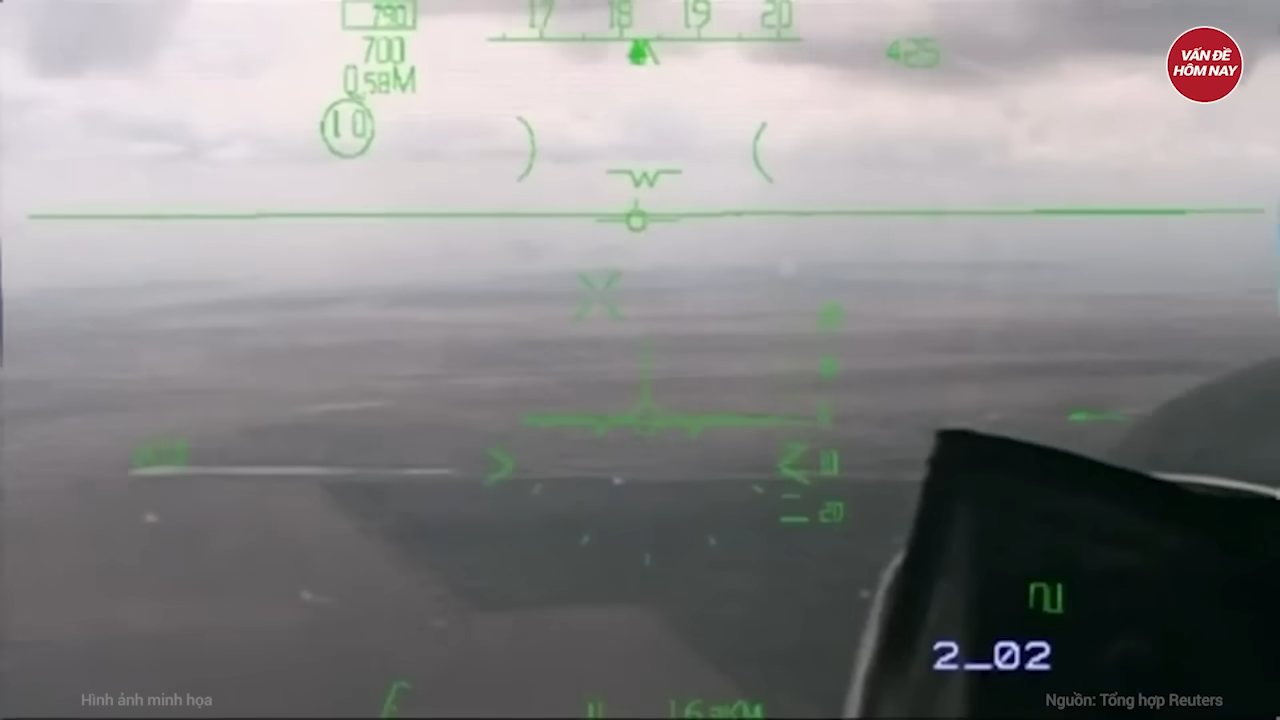 790
17 18 19 20
700
0.58M
425
10
VẤN ĐỀ
HÔM NAY
W
20
2_02
Hình ảnh minh họa
Nguồn: Tổng hợp Reuters